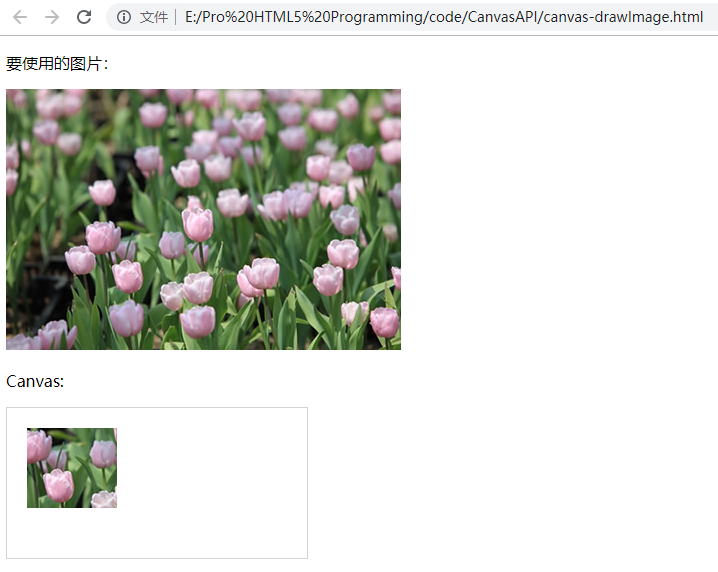 文件 E:/Pro%20HTML5%20Programming/code/CanvasAPI/canvas-drawImage.html
要使用的图片：
Canvas: